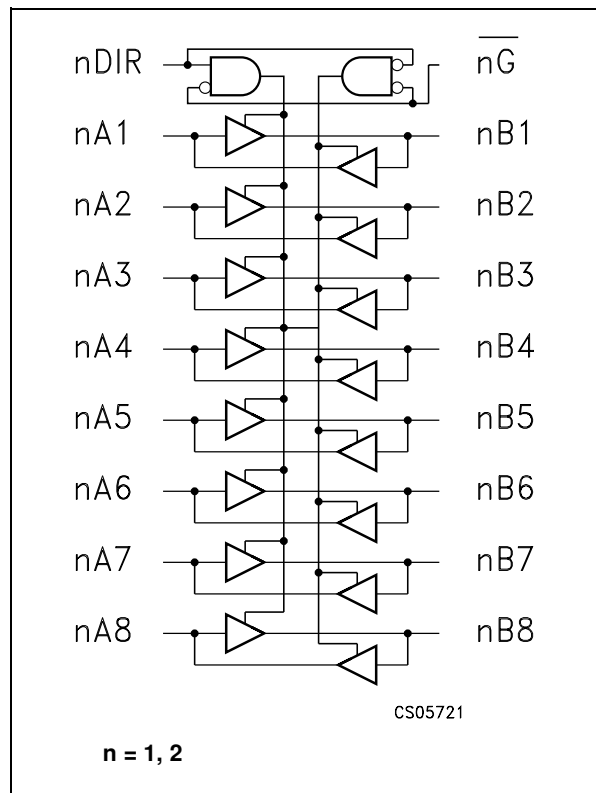 nDIR nG̅
nA1 nB1
nA2 nB2
nA3 nB3
nA4 nB4
nA5 nB5
nA6 nB6
nA7 nB7
nA8 nB8
CS05721
n = 1, 2